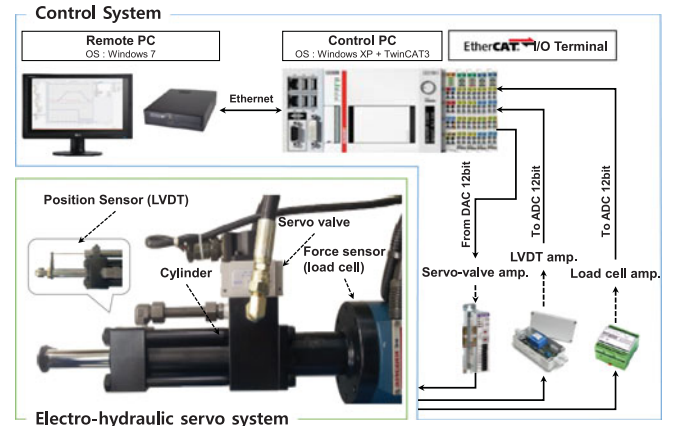 Control System
Remote PC
OS : Windows 7
Control PC
OS : Windows XP + TwinCAT3
EtherCAT. I/O Terminal
Ethernet
From DAC 12bit
To ADC 12bit
To ADC 12bit
Position Sensor (LVDT)
Servo valve
Force sensor
(load cell)
Cylinder
LVDT amp.
Servo-valve amp.
Load cell amp.
Electro-hydraulic servo system